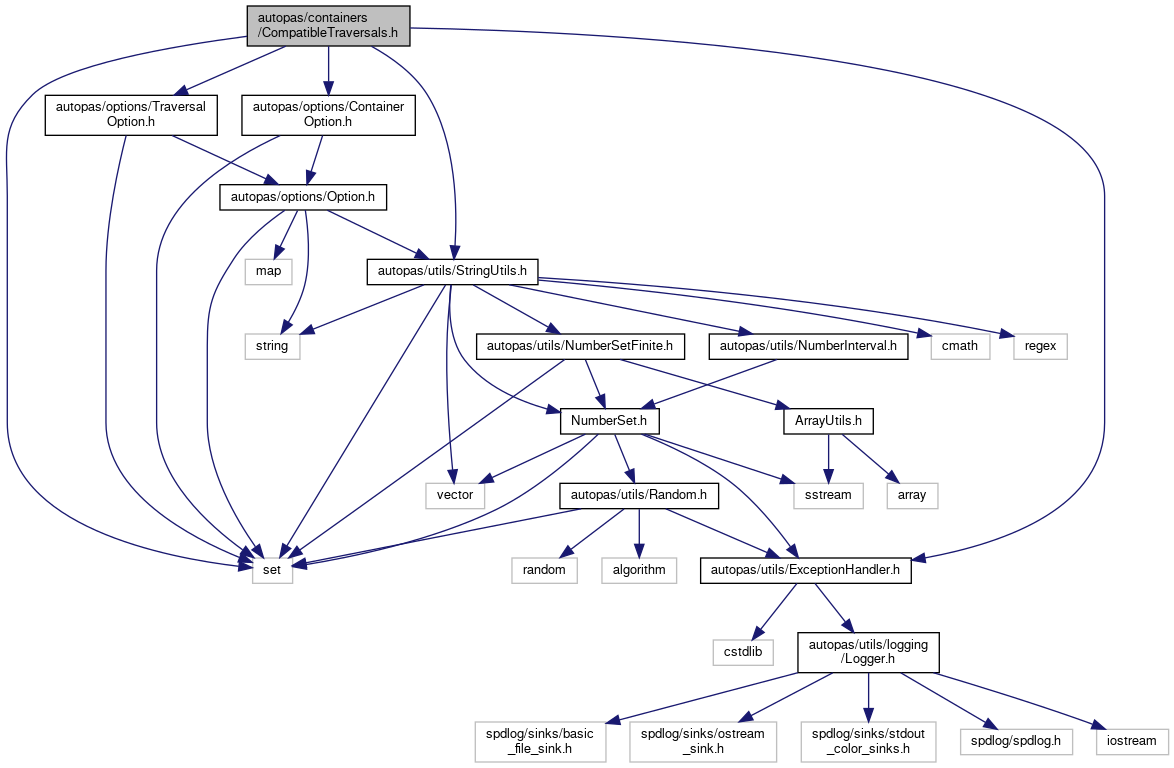 autopas/containers
/CompatibleTraversals.h
autopas/options/Traversal
Option.h
autopas/options/Container
Option.h
autopas/options/Option.h
map
autopas/utils/StringUtils.h
string
autopas/utils/NumberSetFinite.h
autopas/utils/NumberInterval.h
cmath
regex
NumberSet.h
ArrayUtils.h
vector
autopas/utils/Random.h
sstream
array
set
random
algorithm
autopas/utils/ExceptionHandler.h
cstdlib
autopas/utils/logging
/Logger.h
spdlog/sinks/basic
_file_sink.h
spdlog/sinks/ostream
_sink.h
spdlog/sinks/stdout
_color_sinks.h
spdlog/spdlog.h
iostream